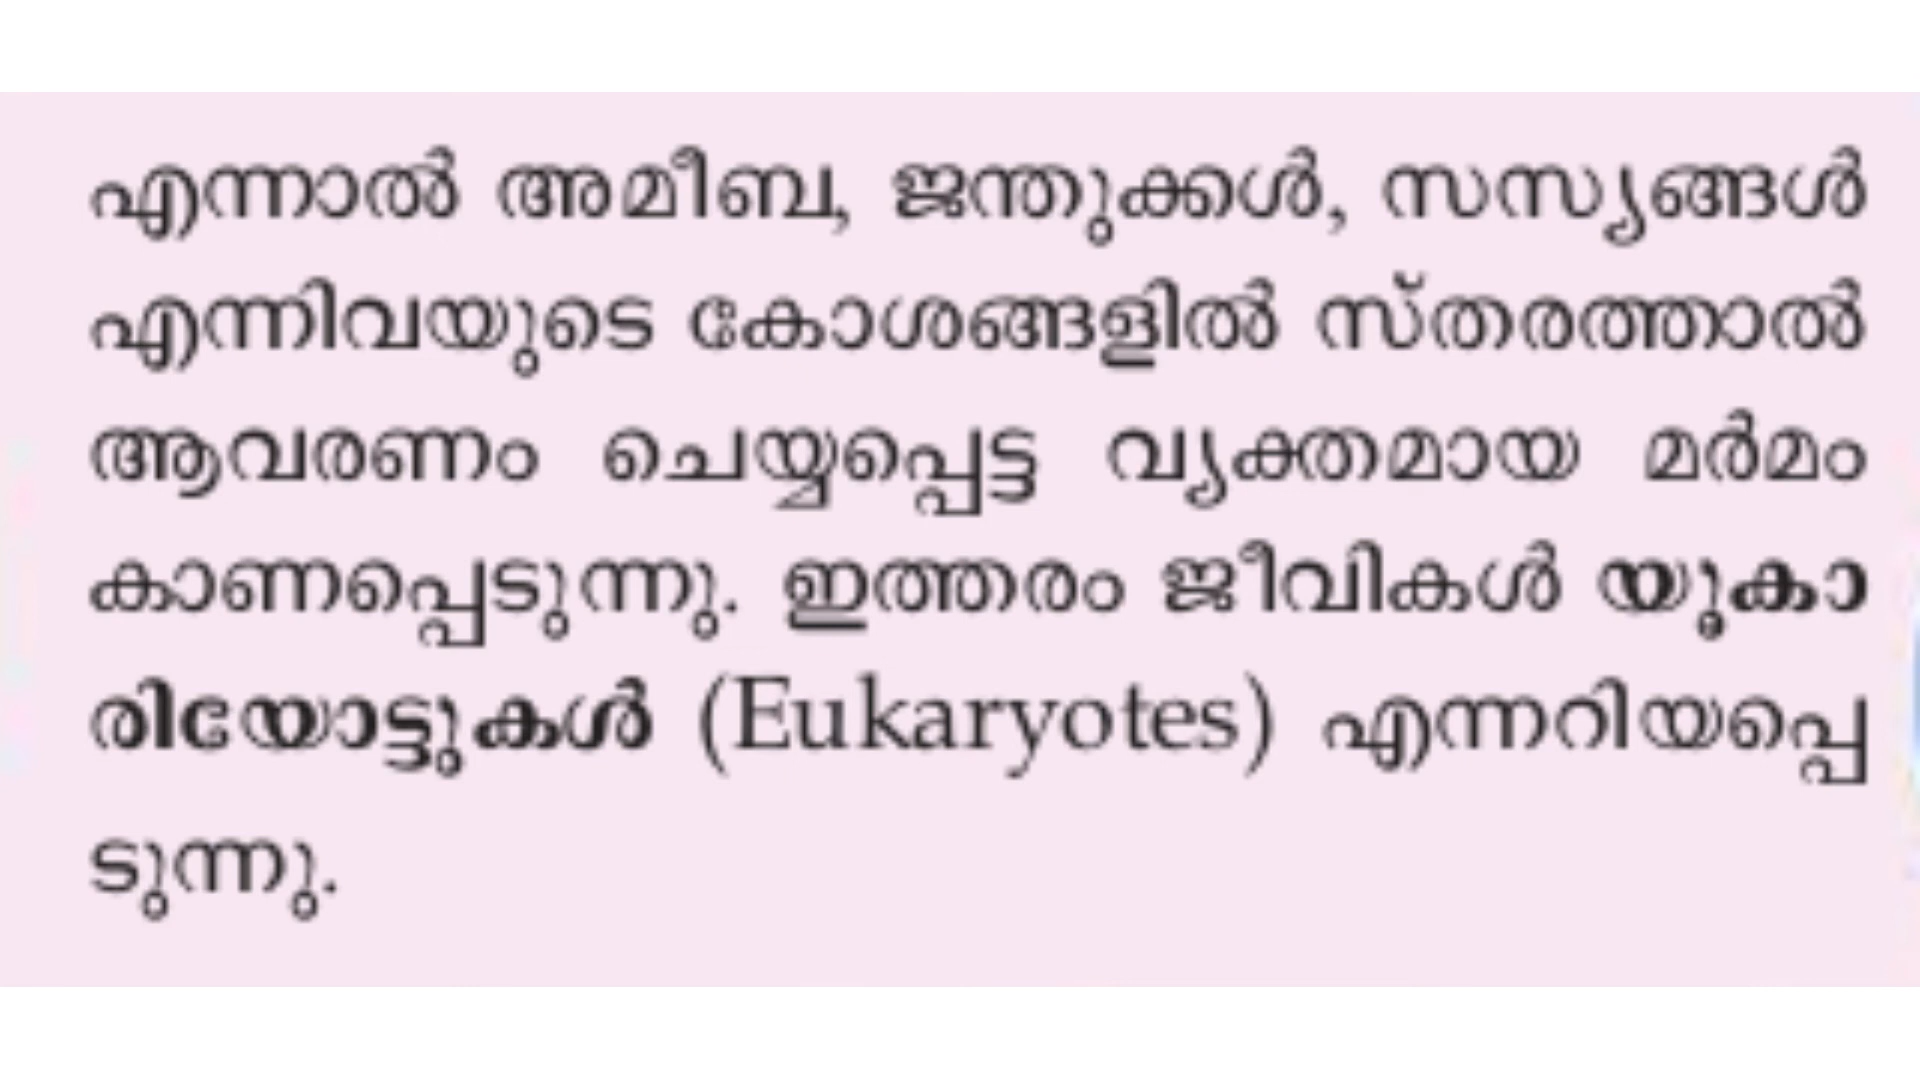 എന്നാൽ അമീബ, ജന്തുക്കൾ, സസ്യങ്ങൾ
എന്നിവയുടെ കോശങ്ങളിൽ സ്തരത്താൽ
ആവരണം ചെയ്യപ്പെട്ട വ്യക്തമായ മർമം
കാണപ്പെടുന്നു. ഇത്തരം ജീവികൾ യൂകാ
രിയോട്ടുകൾ (Eukaryotes) എന്നറിയപ്പെ
ടുന്നു.